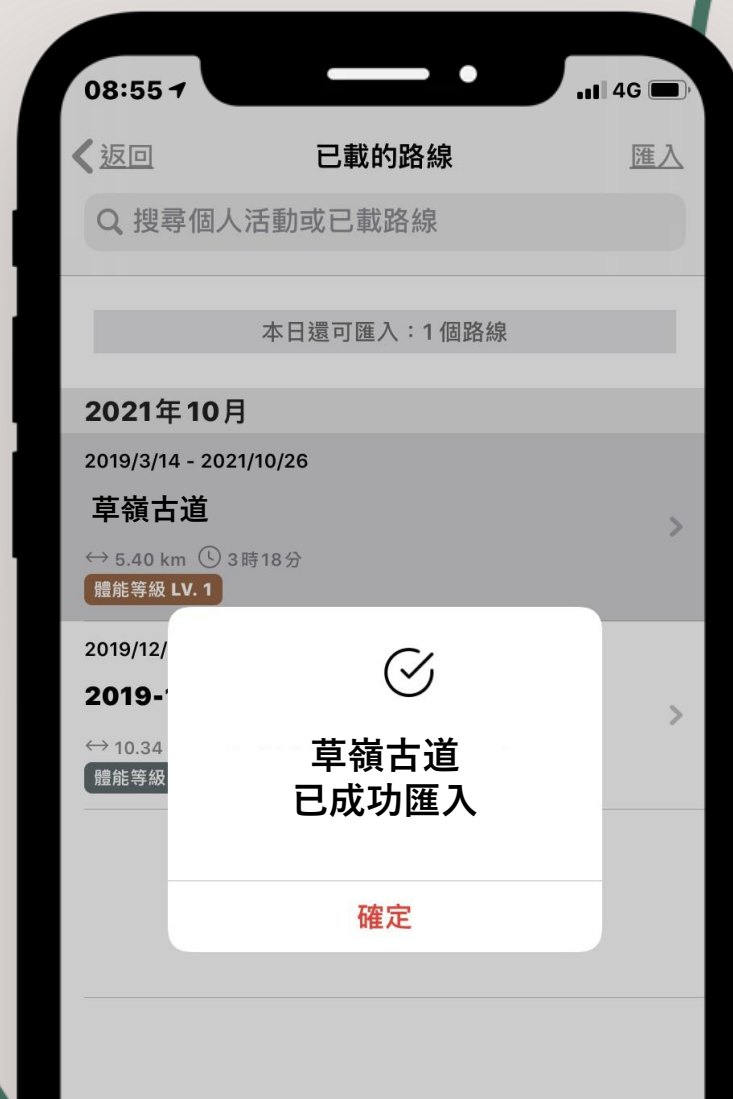 08:55
4G
返回
已載的路線
匯入
搜尋個人活動或已載路線
本日還可匯入：1 個路線
2021年10月
2019/3/14 - 2021/10/26
草嶺古道
5.40 km 3時18分
體能等級 LV. 1
2019/12/
2019-
10.34
體能等級
草嶺古道
已成功匯入
確定